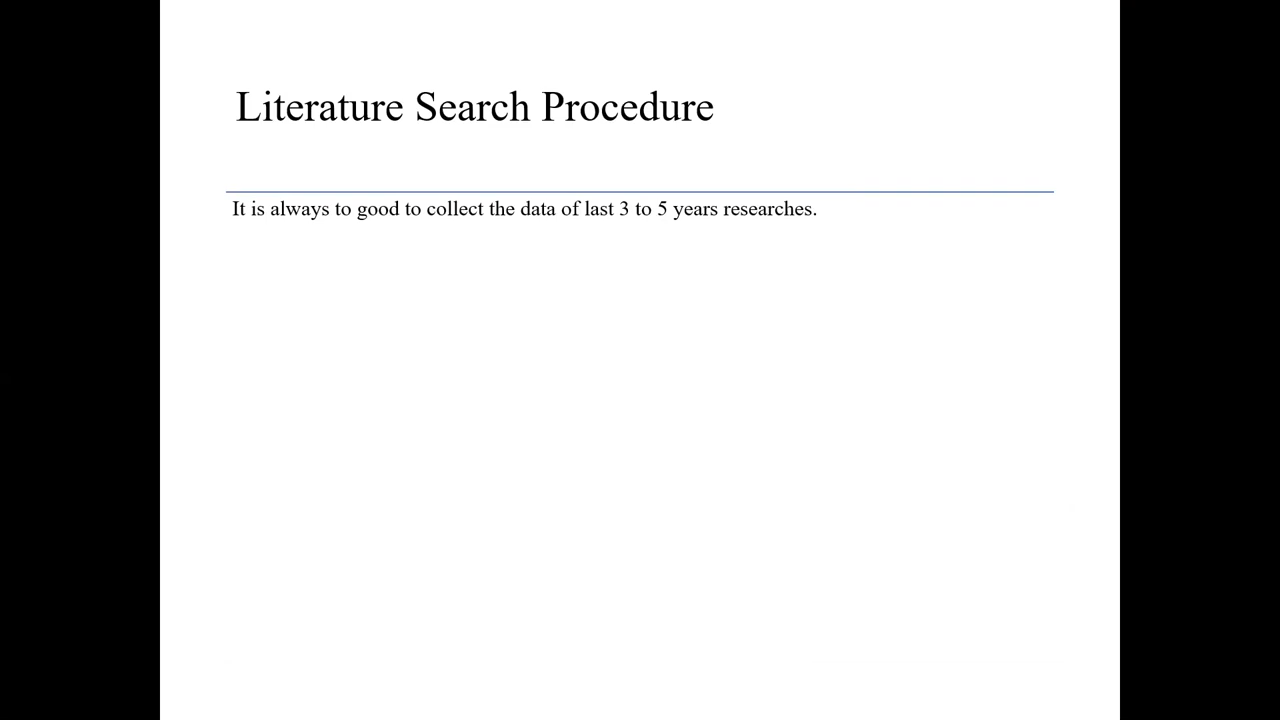 Literature Search Procedure
It is always to good to collect the data of last 3 to 5 years researches.